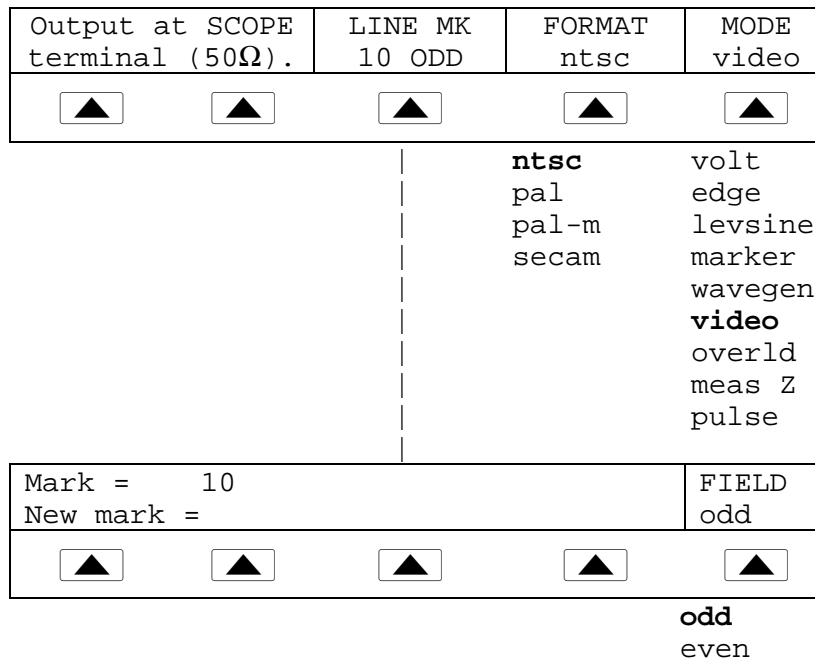 Output at SCOPE LINE MK FORMAT MODE
terminal (50Ω). 10 ODD ntsc video
ntsc volt
pal edge
pal-m levsine
secam marker
wavegen
video
overld
meas Z
pulse
Mark = 10 FIELD
New mark = odd
odd
even